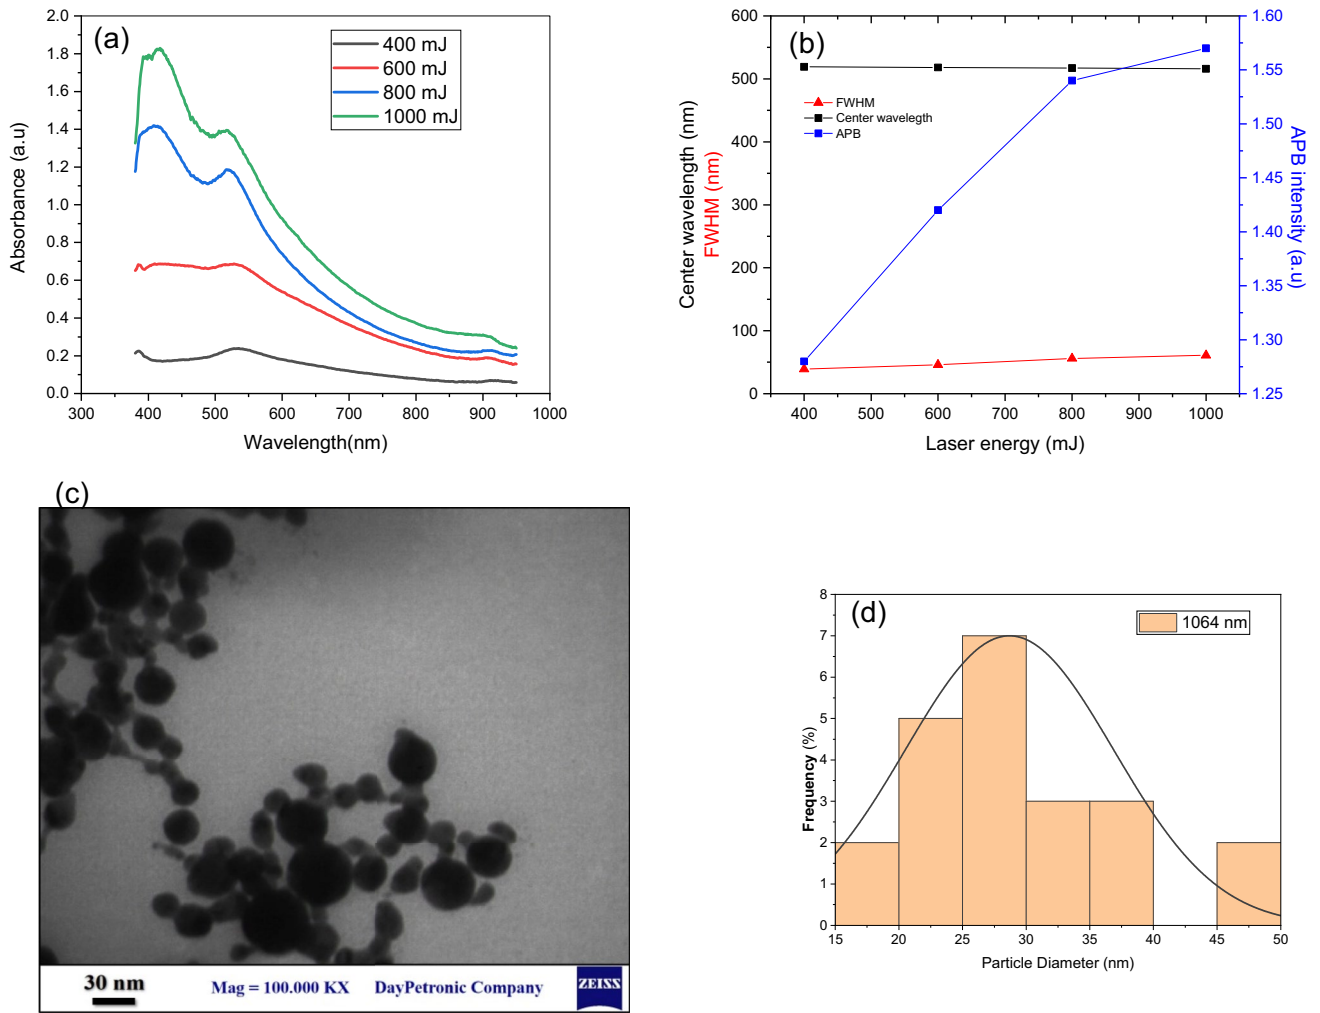 (a)
400 mJ
600 mJ
800 mJ
1000 mJ
2.0
1.8
1.6
1.4
1.2
1.0
0.8
0.6
0.4
0.2
0.0
Absorbance (a.u)
300 400 500 600 700 800 900 1000
Wavelength(nm)
(b)
FWHM
Center wavelegth
APB
600
500
400
300
200
100
0
Center wavelength (nm)
FWHM (nm)
1.60
1.55
1.50
1.45
1.40
1.35
1.30
1.25
APB intensity (a.u)
400 500 600 700 800 900 1000
Laser energy (mJ)
(c)
30 nm
Mag = 100.000 KX DayPetronic Company
ZEISS
(d)
1064 nm
8
7
6
5
4
3
2
1
0
Frequency (%)
15 20 25 30 35 40 45 50
Particle Diameter (nm)